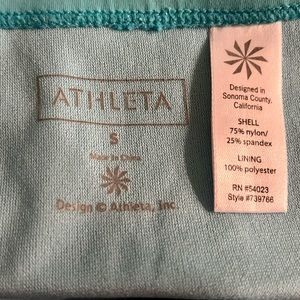 ATHLETA
S
Made in China
Design © Athleta, Inc.
Designed in
Sonoma County,
California
SHELL
75% nylon/
25% spandex
LINING
100% polyester
RN #54023
Style #739766